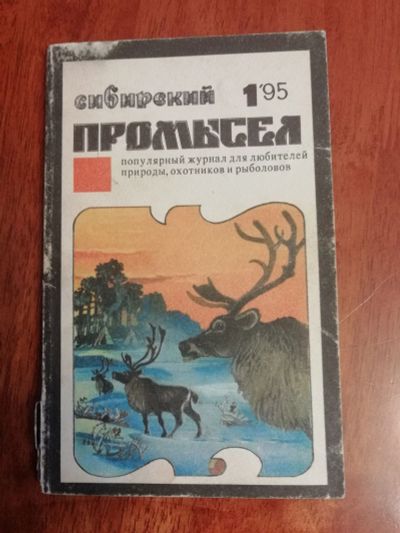 сибирский 1'95
ПРОМЫСЕЛ
популярный журнал для любителей
природы, охотников и рыболовов